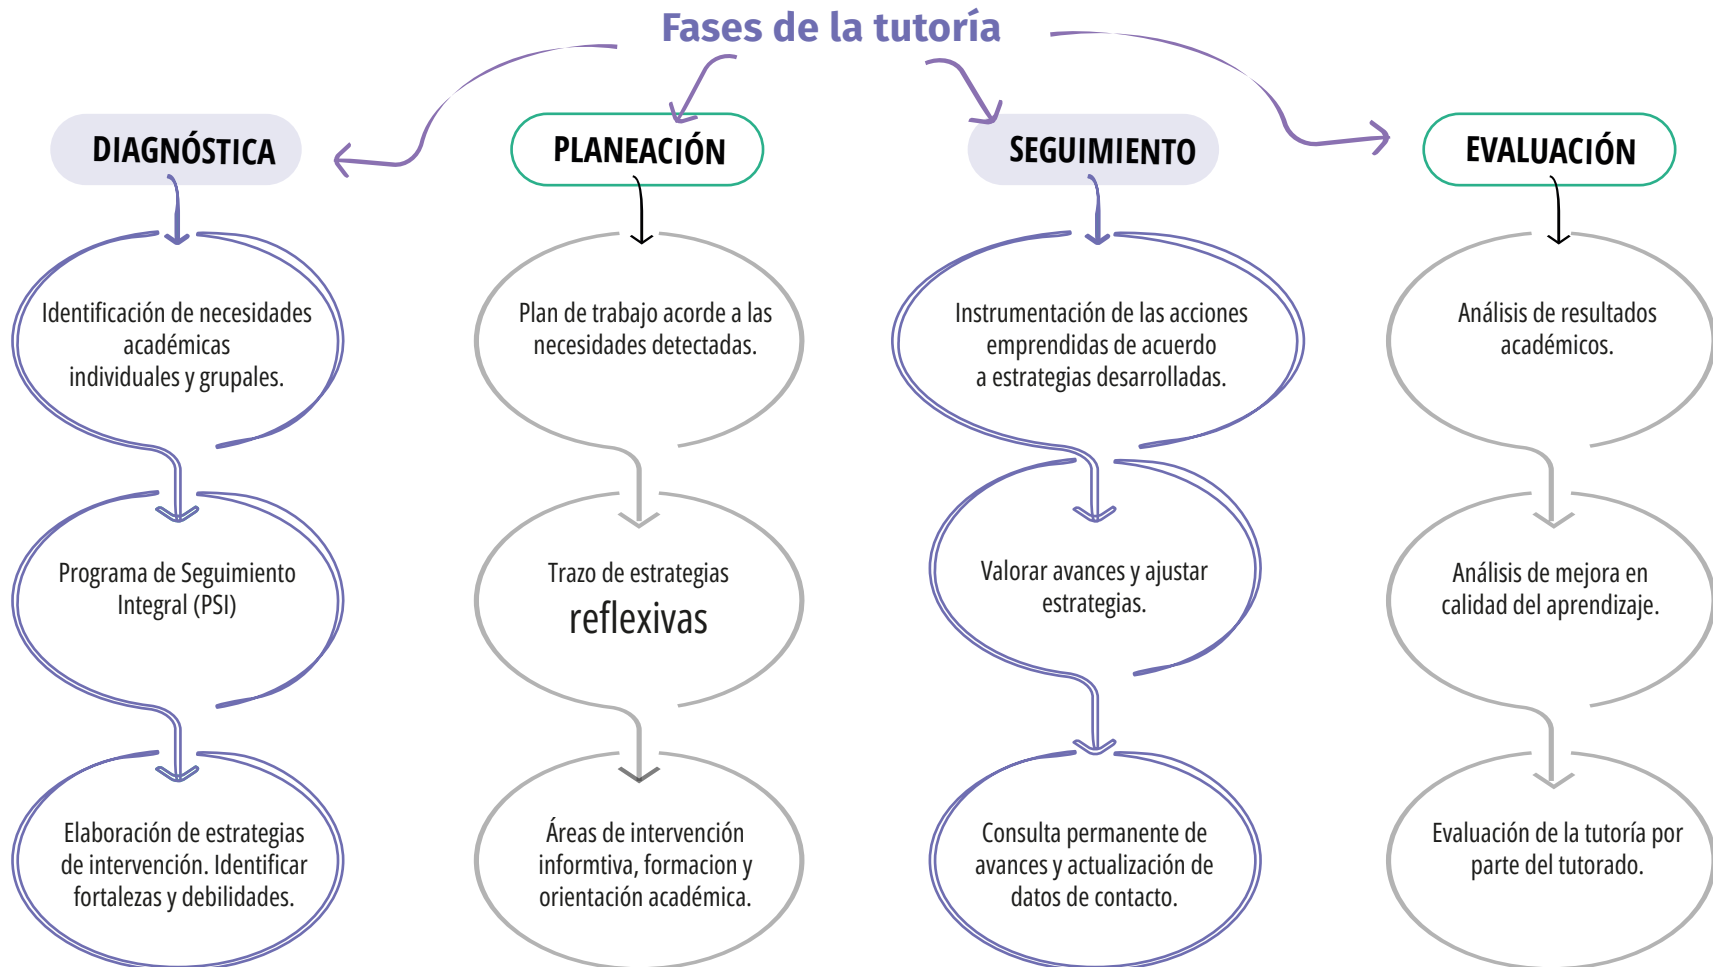 Fases de la tutoría
DIAGNÓSTICA
Identificación de necesidades
académicas
individuales y grupales.
Programa de Seguimiento
Integral (PSI)
Elaboración de estrategias
de intervención. Identificar
fortalezas y debilidades.
PLANEACIÓN
Plan de trabajo acorde a las
necesidades detectadas.
Trazo de estrategias
reflexivas
Áreas de intervención
informtiva, formacion y
orientación académica.
SEGUIMIENTO
Instrumentación de las acciones
emprendidas de acuerdo
a estrategias desarrolladas.
Valorar avances y ajustar
estrategias.
Consulta permanente de
avances y actualización de
datos de contacto.
EVALUACIÓN
Análisis de resultados
académicos.
Análisis de mejora en
calidad del aprendizaje.
Evaluación de la tutoría por
parte del tutorado.